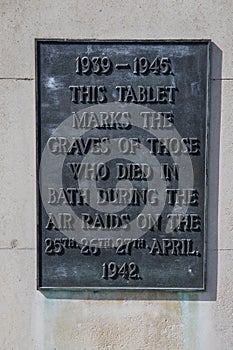 1939-1945.
THIS TABLET
MARKS THE
GRAVES OF THOSE
WHO DIED IN
BATH DURING THE
AIR RAIDS ON THE
25TH. 26TH. 27TH. APRIL.
1942.